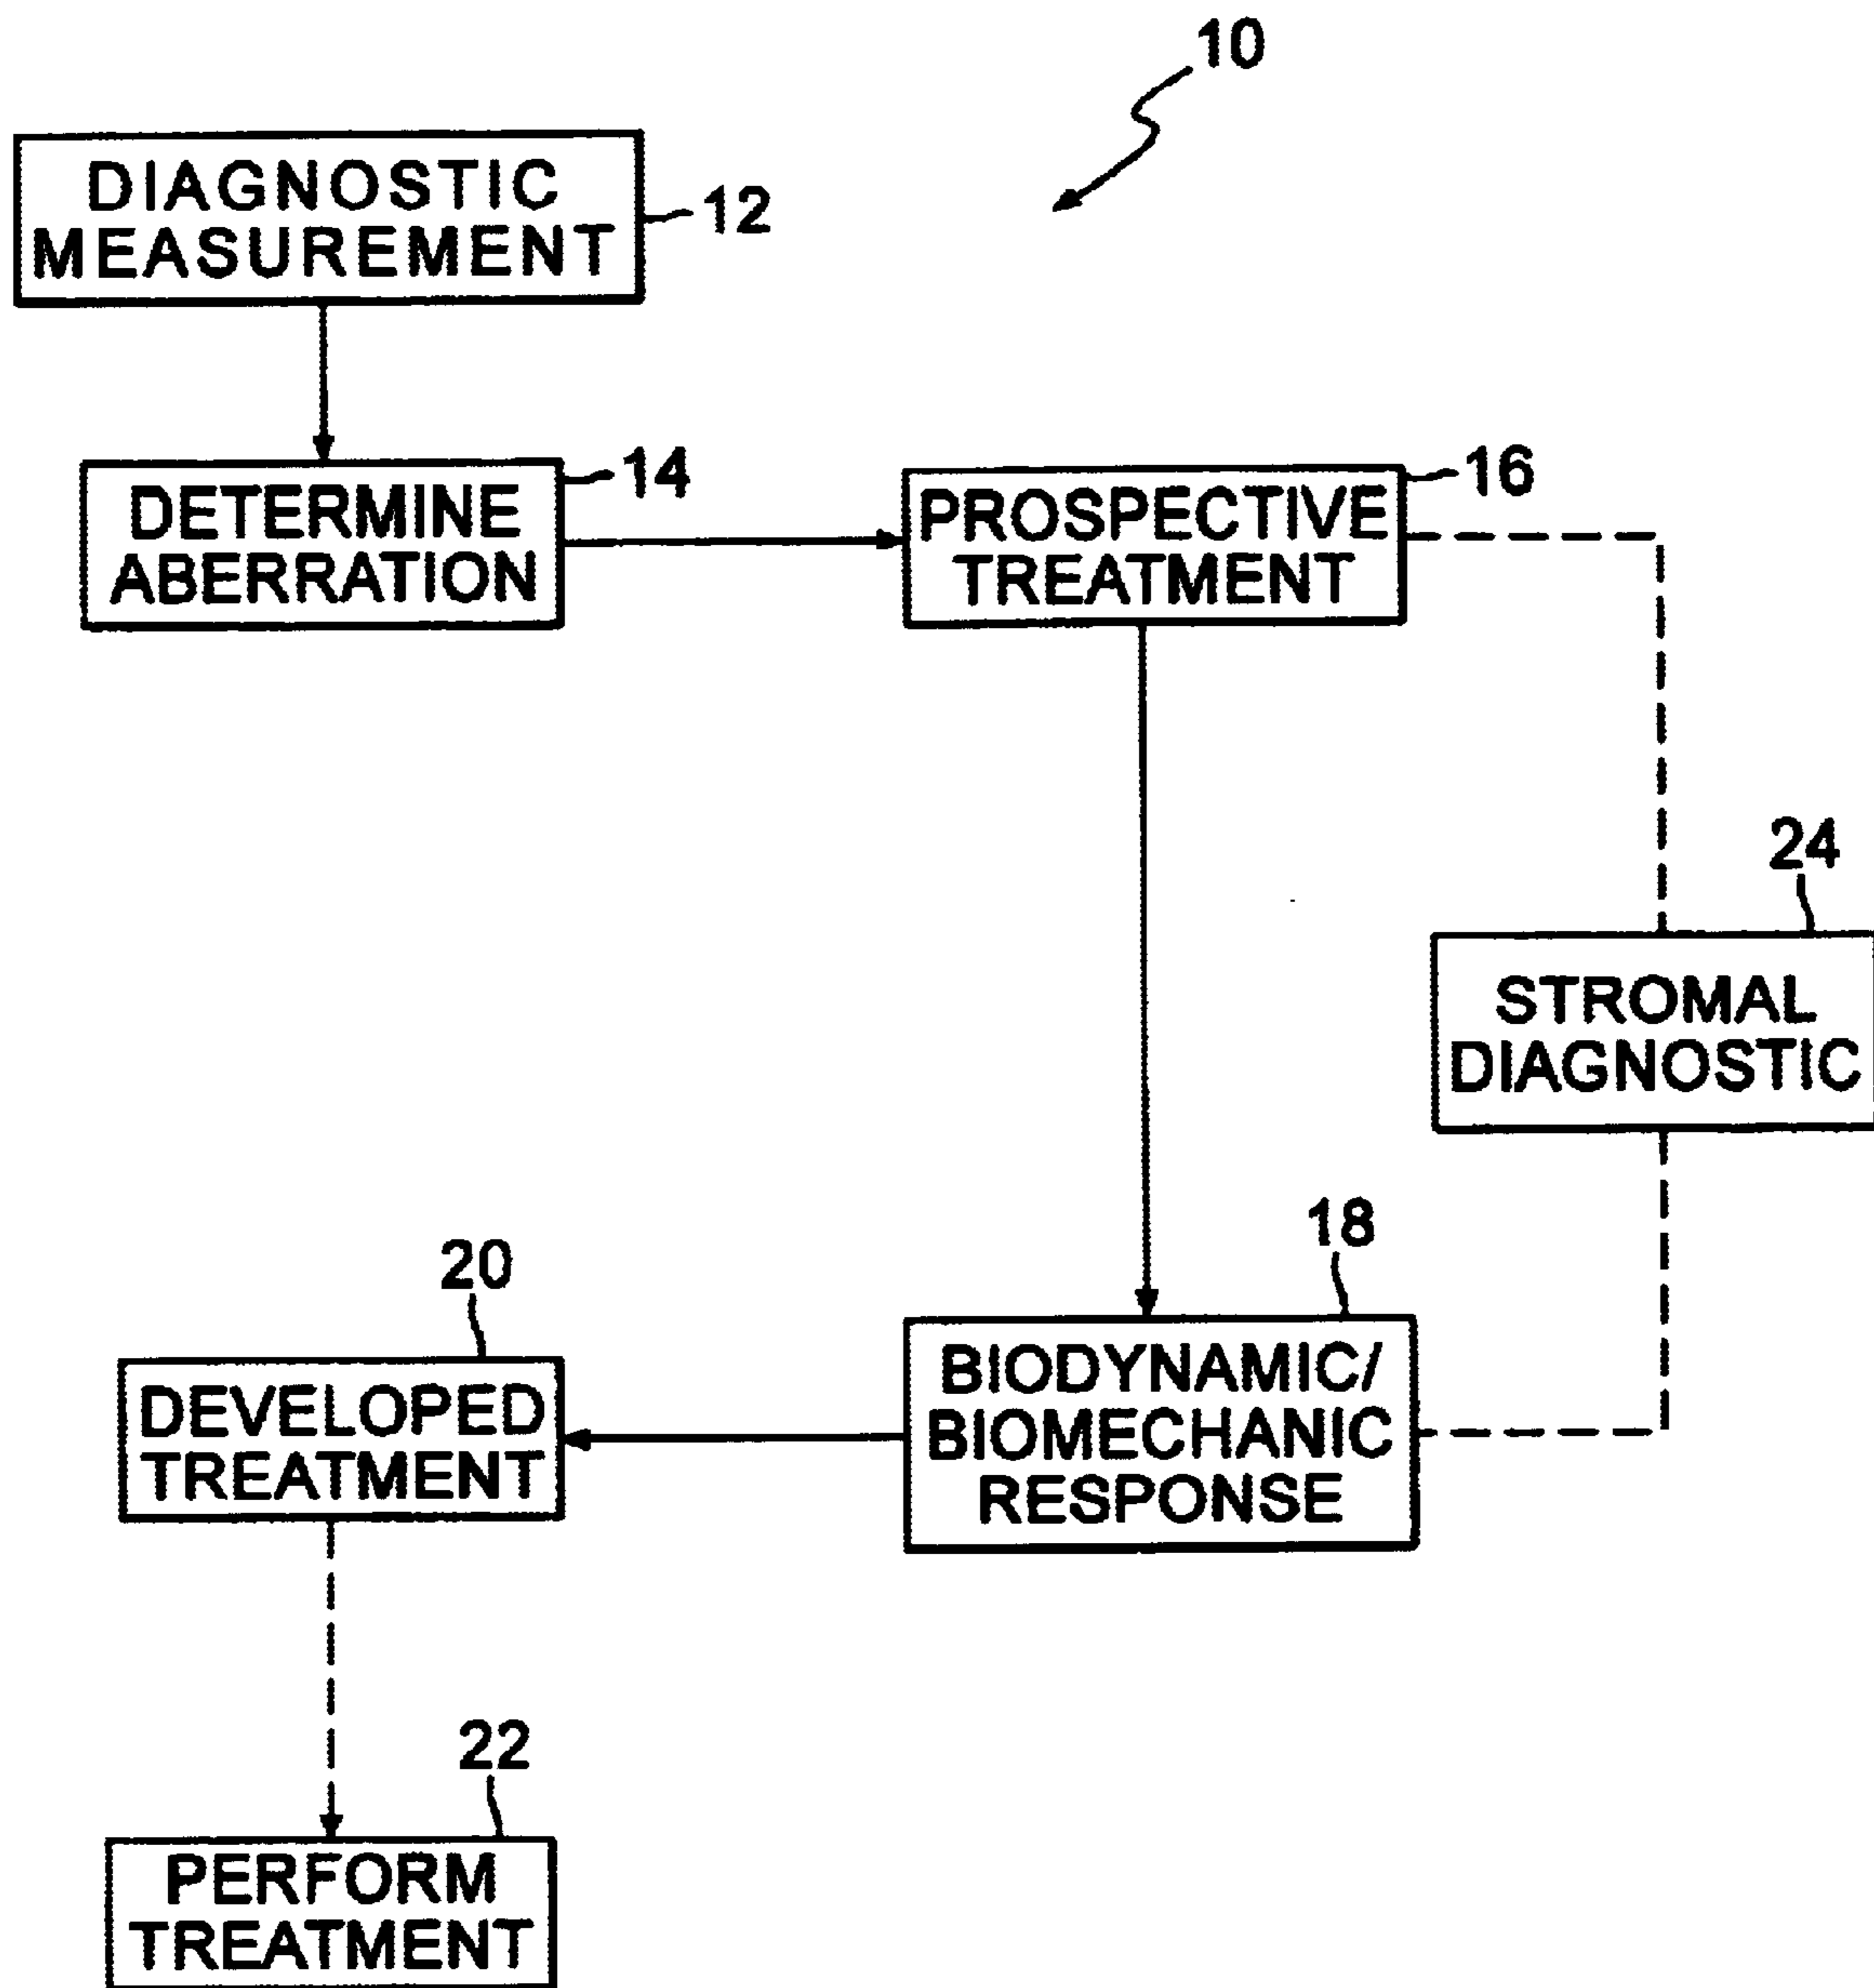 10
DIAGNOSTIC
MEASUREMENT
12
DETERMINE
ABERRATION
14
PROSPECTIVE
TREATMENT
16
24
STROMAL
DIAGNOSTIC
18
BIODYNAMIC/
BIOMECHANIC
RESPONSE
20
DEVELOPED
TREATMENT
22
PERFORM
TREATMENT